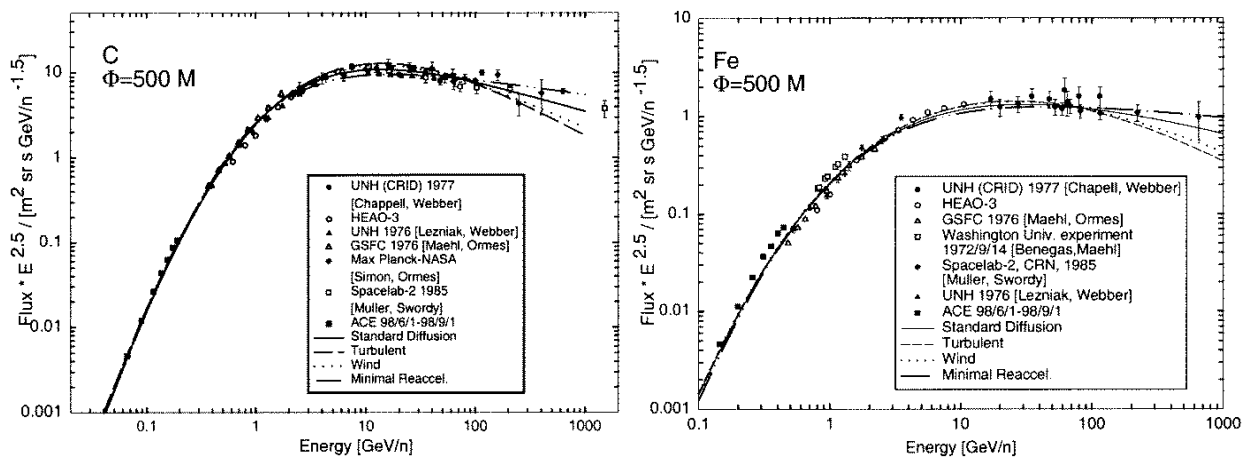 Flux * E 2.5 / [m2 sr s GeV/n -1.5]
C
Φ=500 M
100
10
1
0.1
0.01
0.001
UNH (CRID) 1977
[Chappell, Webber]
HEAO-3
UNH 1976 [Lezniak, Webber]
GSFC 1976 [Maehl, Ormes]
Max Planck-NASA
[Simon, Ormes]
Spacelab-2 1985
[Muller, Swordy]
ACE 98/6/1-98/9/1
Standard Diffusion
Turbulent
Wind
Minimal Reaccel.
0.1 1 10 100 1000
Energy [GeV/n]
Flux * E 2.5 / [m2 sr s GeV/n -1.5]
Fe
Φ=500 M
10
1
0.1
0.01
0.001
UNH (CRID) 1977 [Chapell, Webber]
HEAO-3
GSFC 1976 [Maehl, Ormes]
Washington Univ. experiment
1972/9/14 [Benegas,Maehl]
Spacelab-2, CRN, 1985
[Muller, Swordy]
UNH 1976 [Lezniak, Webber]
ACE 98/6/1-98/9/1
Standard Diffusion
Turbulent
Wind
Minimal Reaccel.
0.1 1 10 100 1000
Energy [GeV/n]